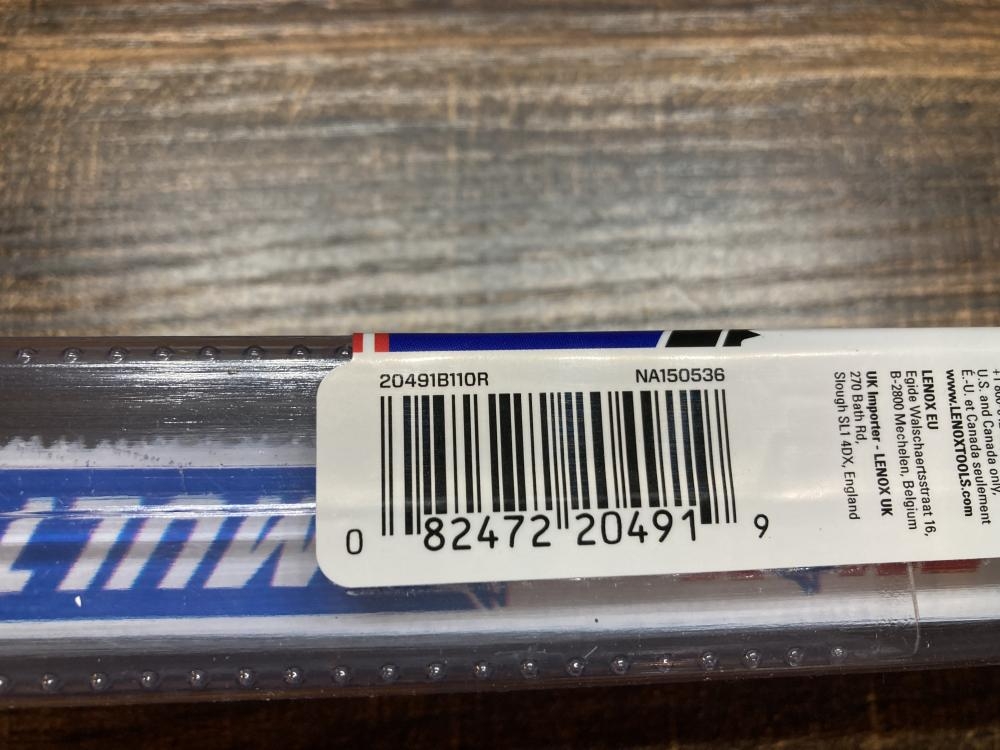 20491B110R NA150536
0 82472 20491 9
UK Importer - LENOX UK
270 Bath Rd,
Slough SL1 4DX, England
LENOX EU
Egide Walschaertsstraat 16,
B-2800 Mechelen, Belgium
U.S. and Canada only
É.-U. et Canada seulement
www.LENOXTOOLS.com